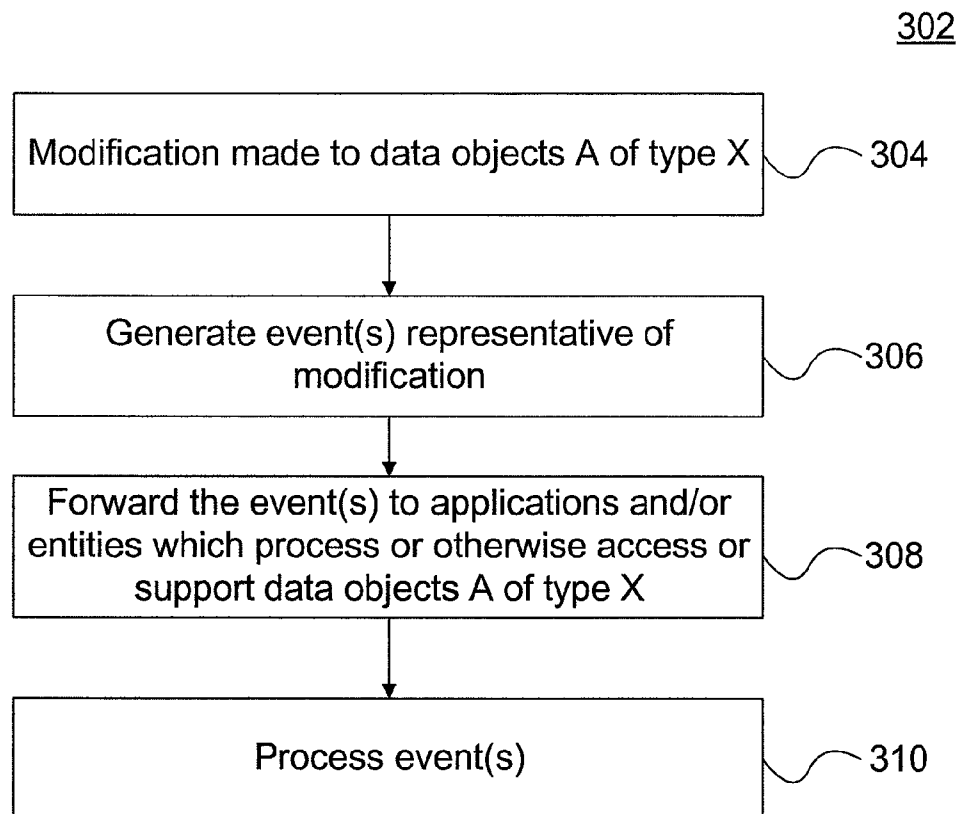 302
Modification made to data objects A of type X
304
Generate event(s) representative of
modification
306
Forward the event(s) to applications and/or
entities which process or otherwise access or
support data objects A of type X
308
Process event(s)
310